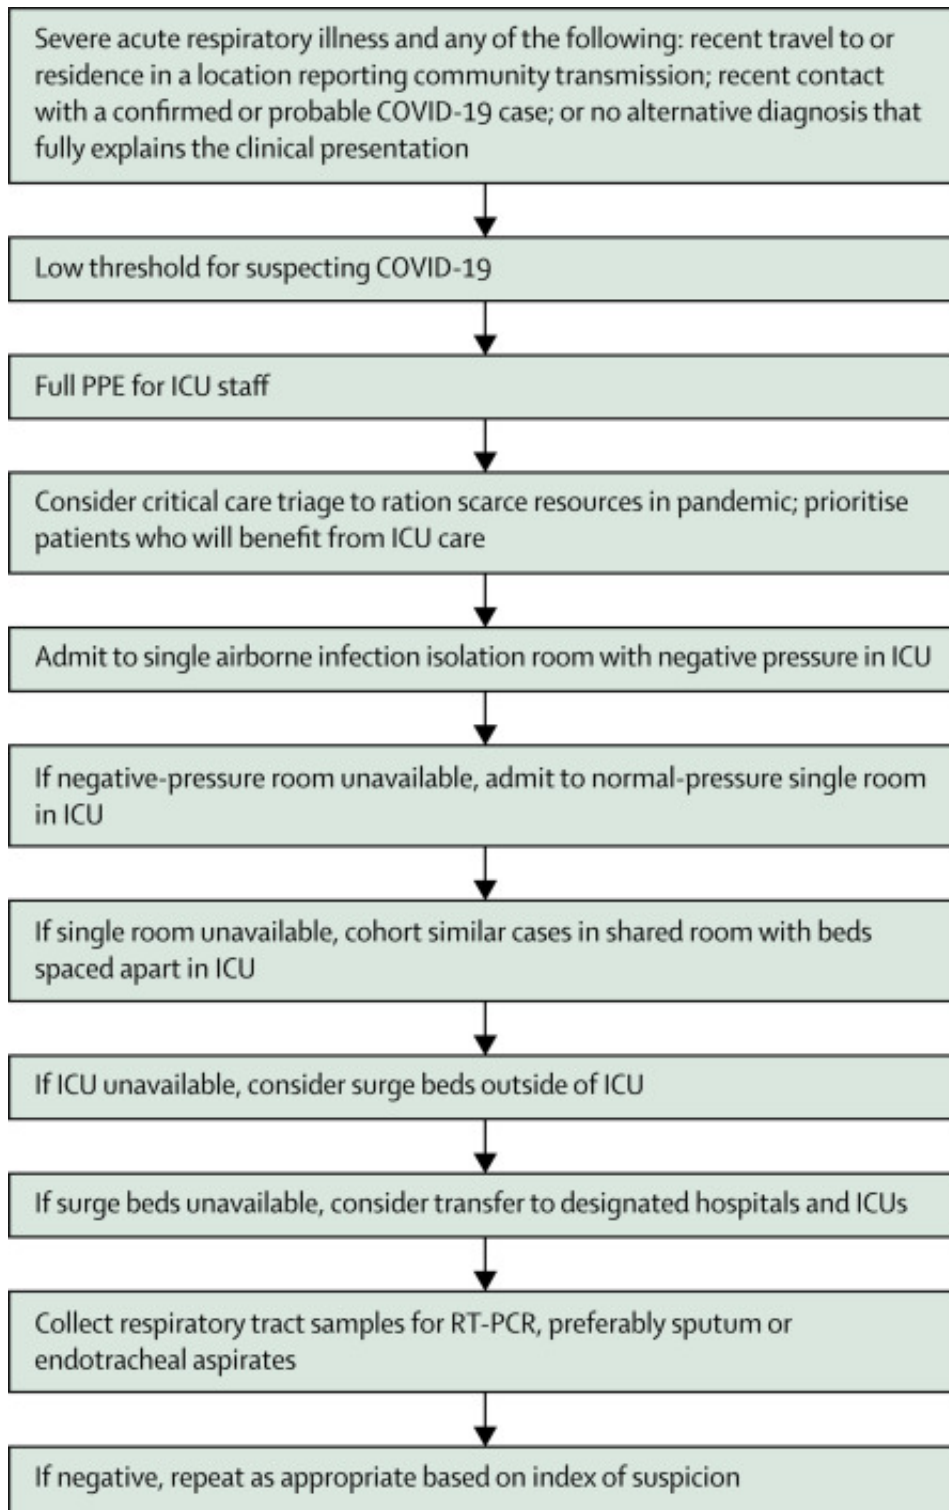 Severe acute respiratory illness and any of the following: recent travel to or
residence in a location reporting community transmission; recent contact
with a confirmed or probable COVID-19 case; or no alternative diagnosis that
fully explains the clinical presentation
Low threshold for suspecting COVID-19
Full PPE for ICU staff
Consider critical care triage to ration scarce resources in pandemic; prioritise
patients who will benefit from ICU care
Admit to single airborne infection isolation room with negative pressure in ICU
If negative-pressure room unavailable, admit to normal-pressure single room
in ICU
If single room unavailable, cohort similar cases in shared room with beds
spaced apart in ICU
If ICU unavailable, consider surge beds outside of ICU
If surge beds unavailable, consider transfer to designated hospitals and ICUs
Collect respiratory tract samples for RT-PCR, preferably sputum or
endotracheal aspirates
If negative, repeat as appropriate based on index of suspicion